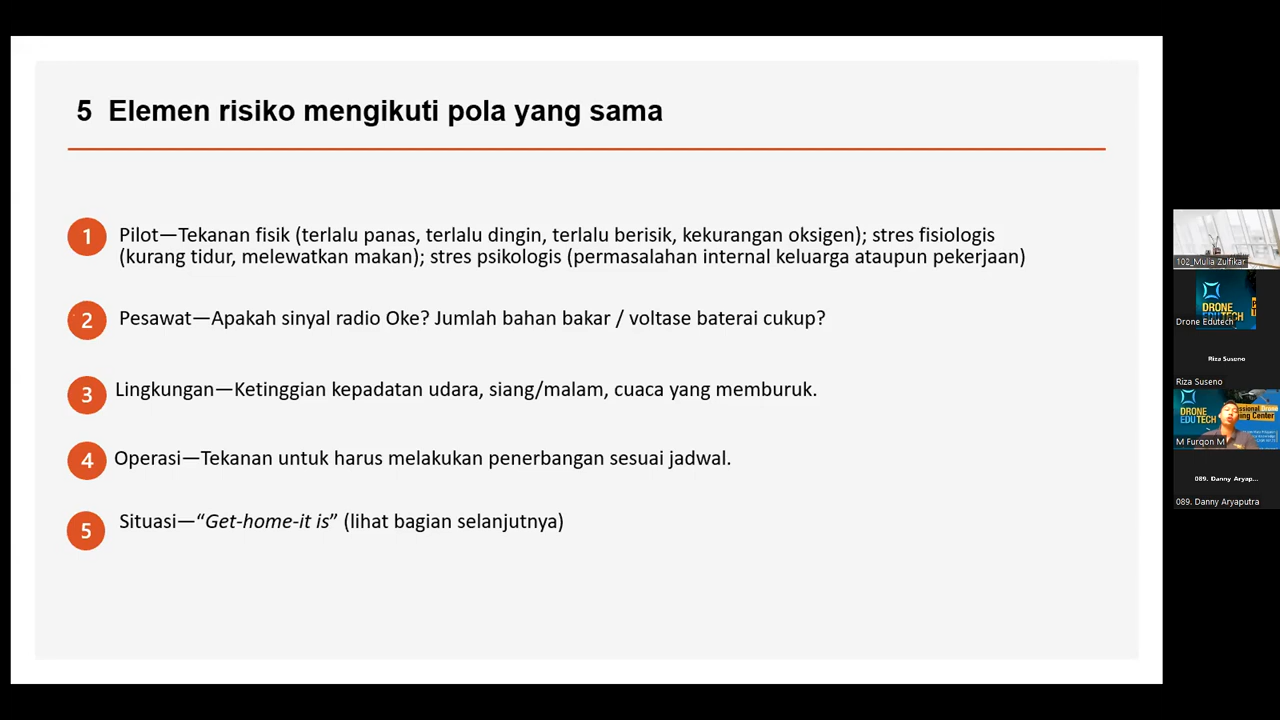 5 Elemen risiko mengikuti pola yang sama
1 Pilot—Tekanan fisik (terlalu panas, terlalu dingin, terlalu berisik, kekurangan oksigen); stres fisiologis
(kurang tidur, melewatkan makan); stres psikologis (permasalahan internal keluarga ataupun pekerjaan)
2 Pesawat—Apakah sinyal radio Oke? Jumlah bahan bakar / voltase baterai cukup?
3 Lingkungan—Ketinggian kepadatan udara, siang/malam, cuaca yang memburuk.
4 Operasi—Tekanan untuk harus melakukan penerbangan sesuai jadwal.
5 Situasi—“Get-home-it is” (lihat bagian selanjutnya)
102_Mulia Zulfikar
DRONE
EDUTECH
Drone Edutech
Riza Suseno
Riza Suseno
DRONE
EDUTECH
M Furqon M
089. Danny Aryap...
089. Danny Aryaputra